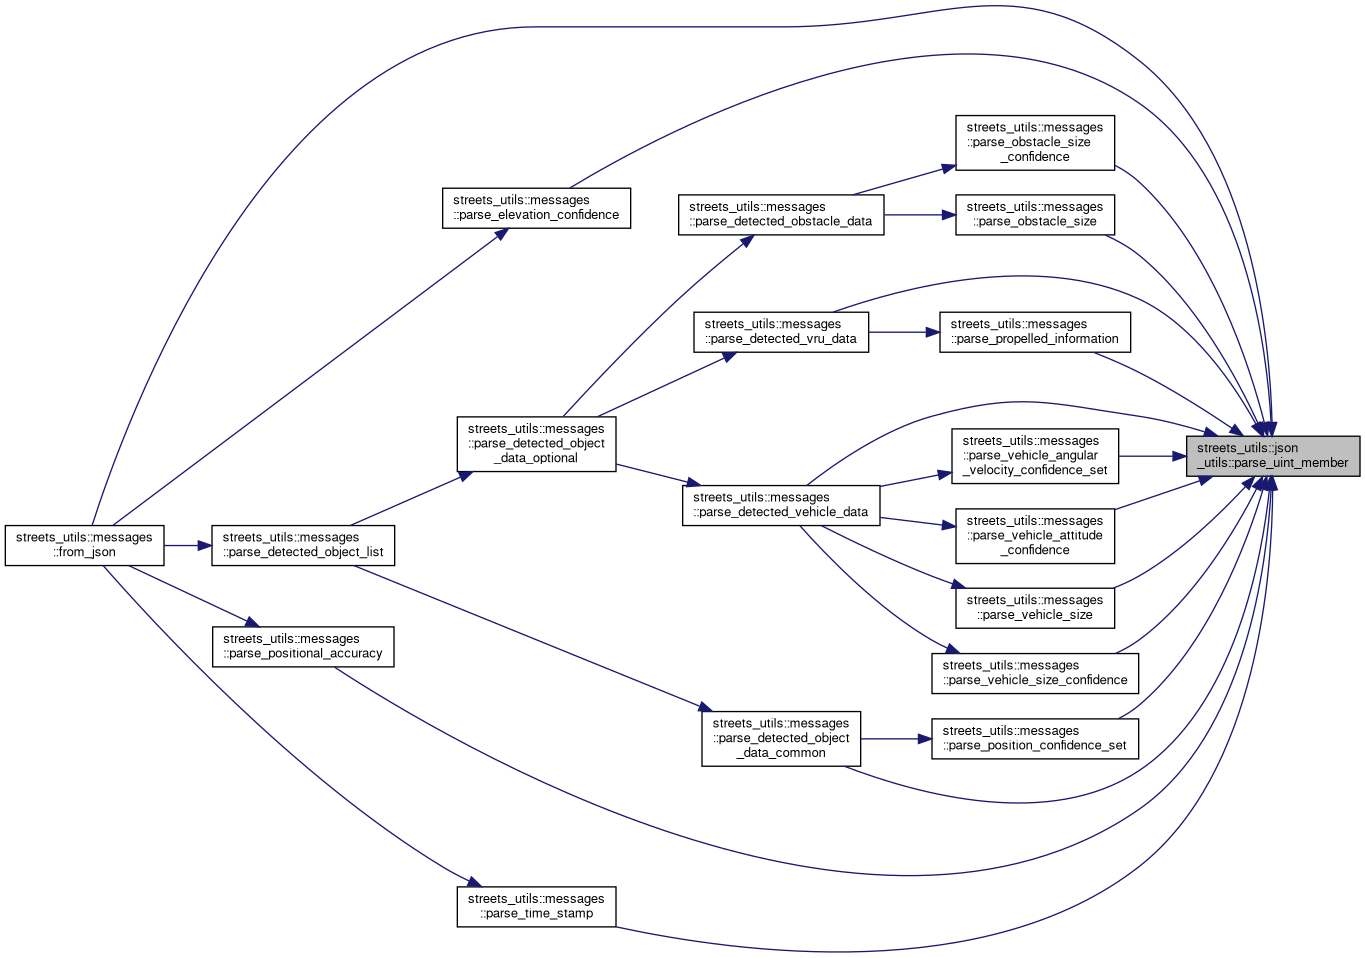 streets_utils::messages
::parse_obstacle_size
_confidence
streets_utils::messages
::parse_elevation_confidence
streets_utils::messages
::parse_detected_obstacle_data
streets_utils::messages
::parse_obstacle_size
streets_utils::messages
::parse_detected_vru_data
streets_utils::messages
::parse_propelled_information
streets_utils::messages
::parse_detected_object
_data_optional
streets_utils::messages
::parse_vehicle_angular
_velocity_confidence_set
streets_utils::json
_utils::parse_uint_member
streets_utils::messages
::parse_detected_vehicle_data
streets_utils::messages
::parse_vehicle_attitude
_confidence
streets_utils::messages
::from_json
streets_utils::messages
::parse_detected_object_list
streets_utils::messages
::parse_vehicle_size
streets_utils::messages
::parse_positional_accuracy
streets_utils::messages
::parse_vehicle_size_confidence
streets_utils::messages
::parse_detected_object
_data_common
streets_utils::messages
::parse_position_confidence_set
streets_utils::messages
::parse_time_stamp